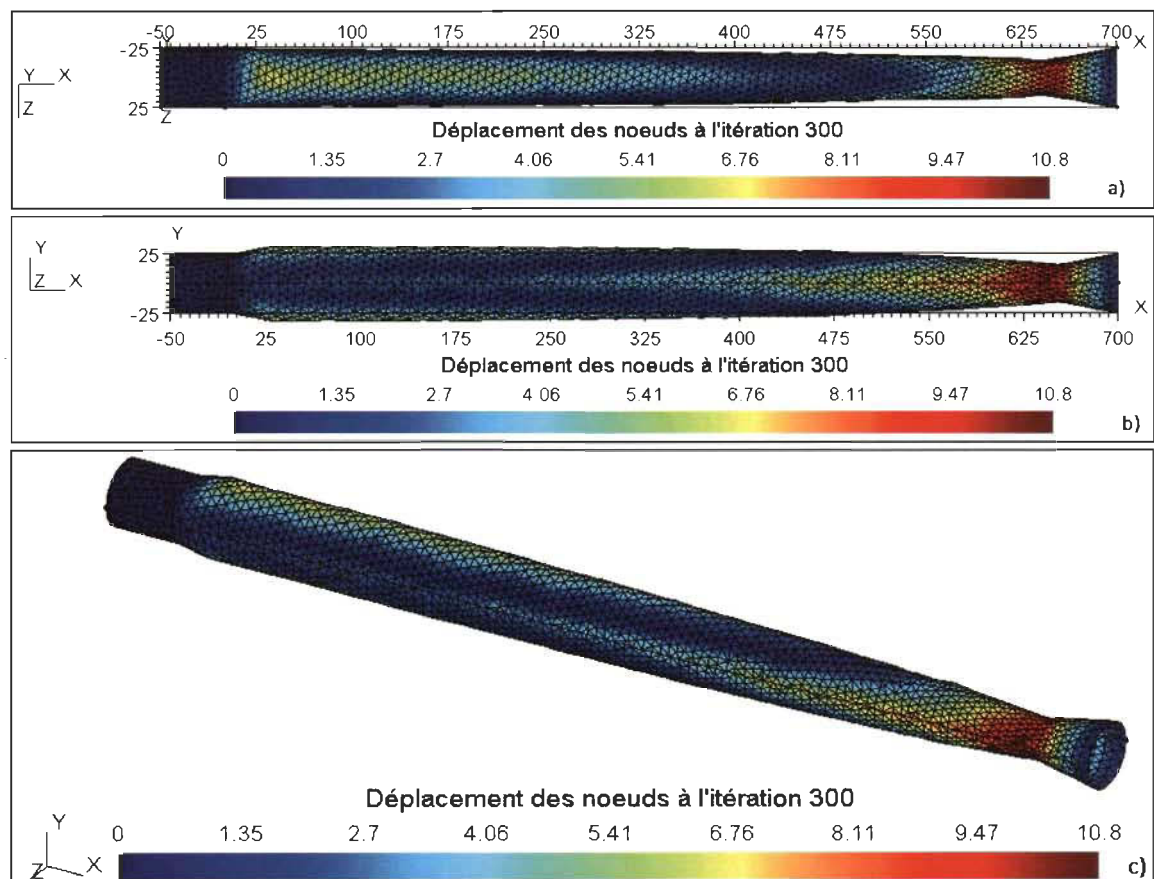 -50 25 100 175 250 325 400 475 550 625 700
Y
-25
X
Y X
Z
25
Z
Déplacement des noeuds à l'itération 300
0 1.35 2.7 4.06 5.41 6.76 8.11 9.47 10.8
a)
Y
Y
25
Z X
-25
X
-50 25 100 175 250 325 400 475 550 625 700
Déplacement des noeuds à l'itération 300
0 1.35 2.7 4.06 5.41 6.76 8.11 9.47 10.8
b)
Déplacement des noeuds à l'itération 300
Y
0 1.35 2.7 4.06 5.41 6.76 8.11 9.47 10.8
Z X
c)